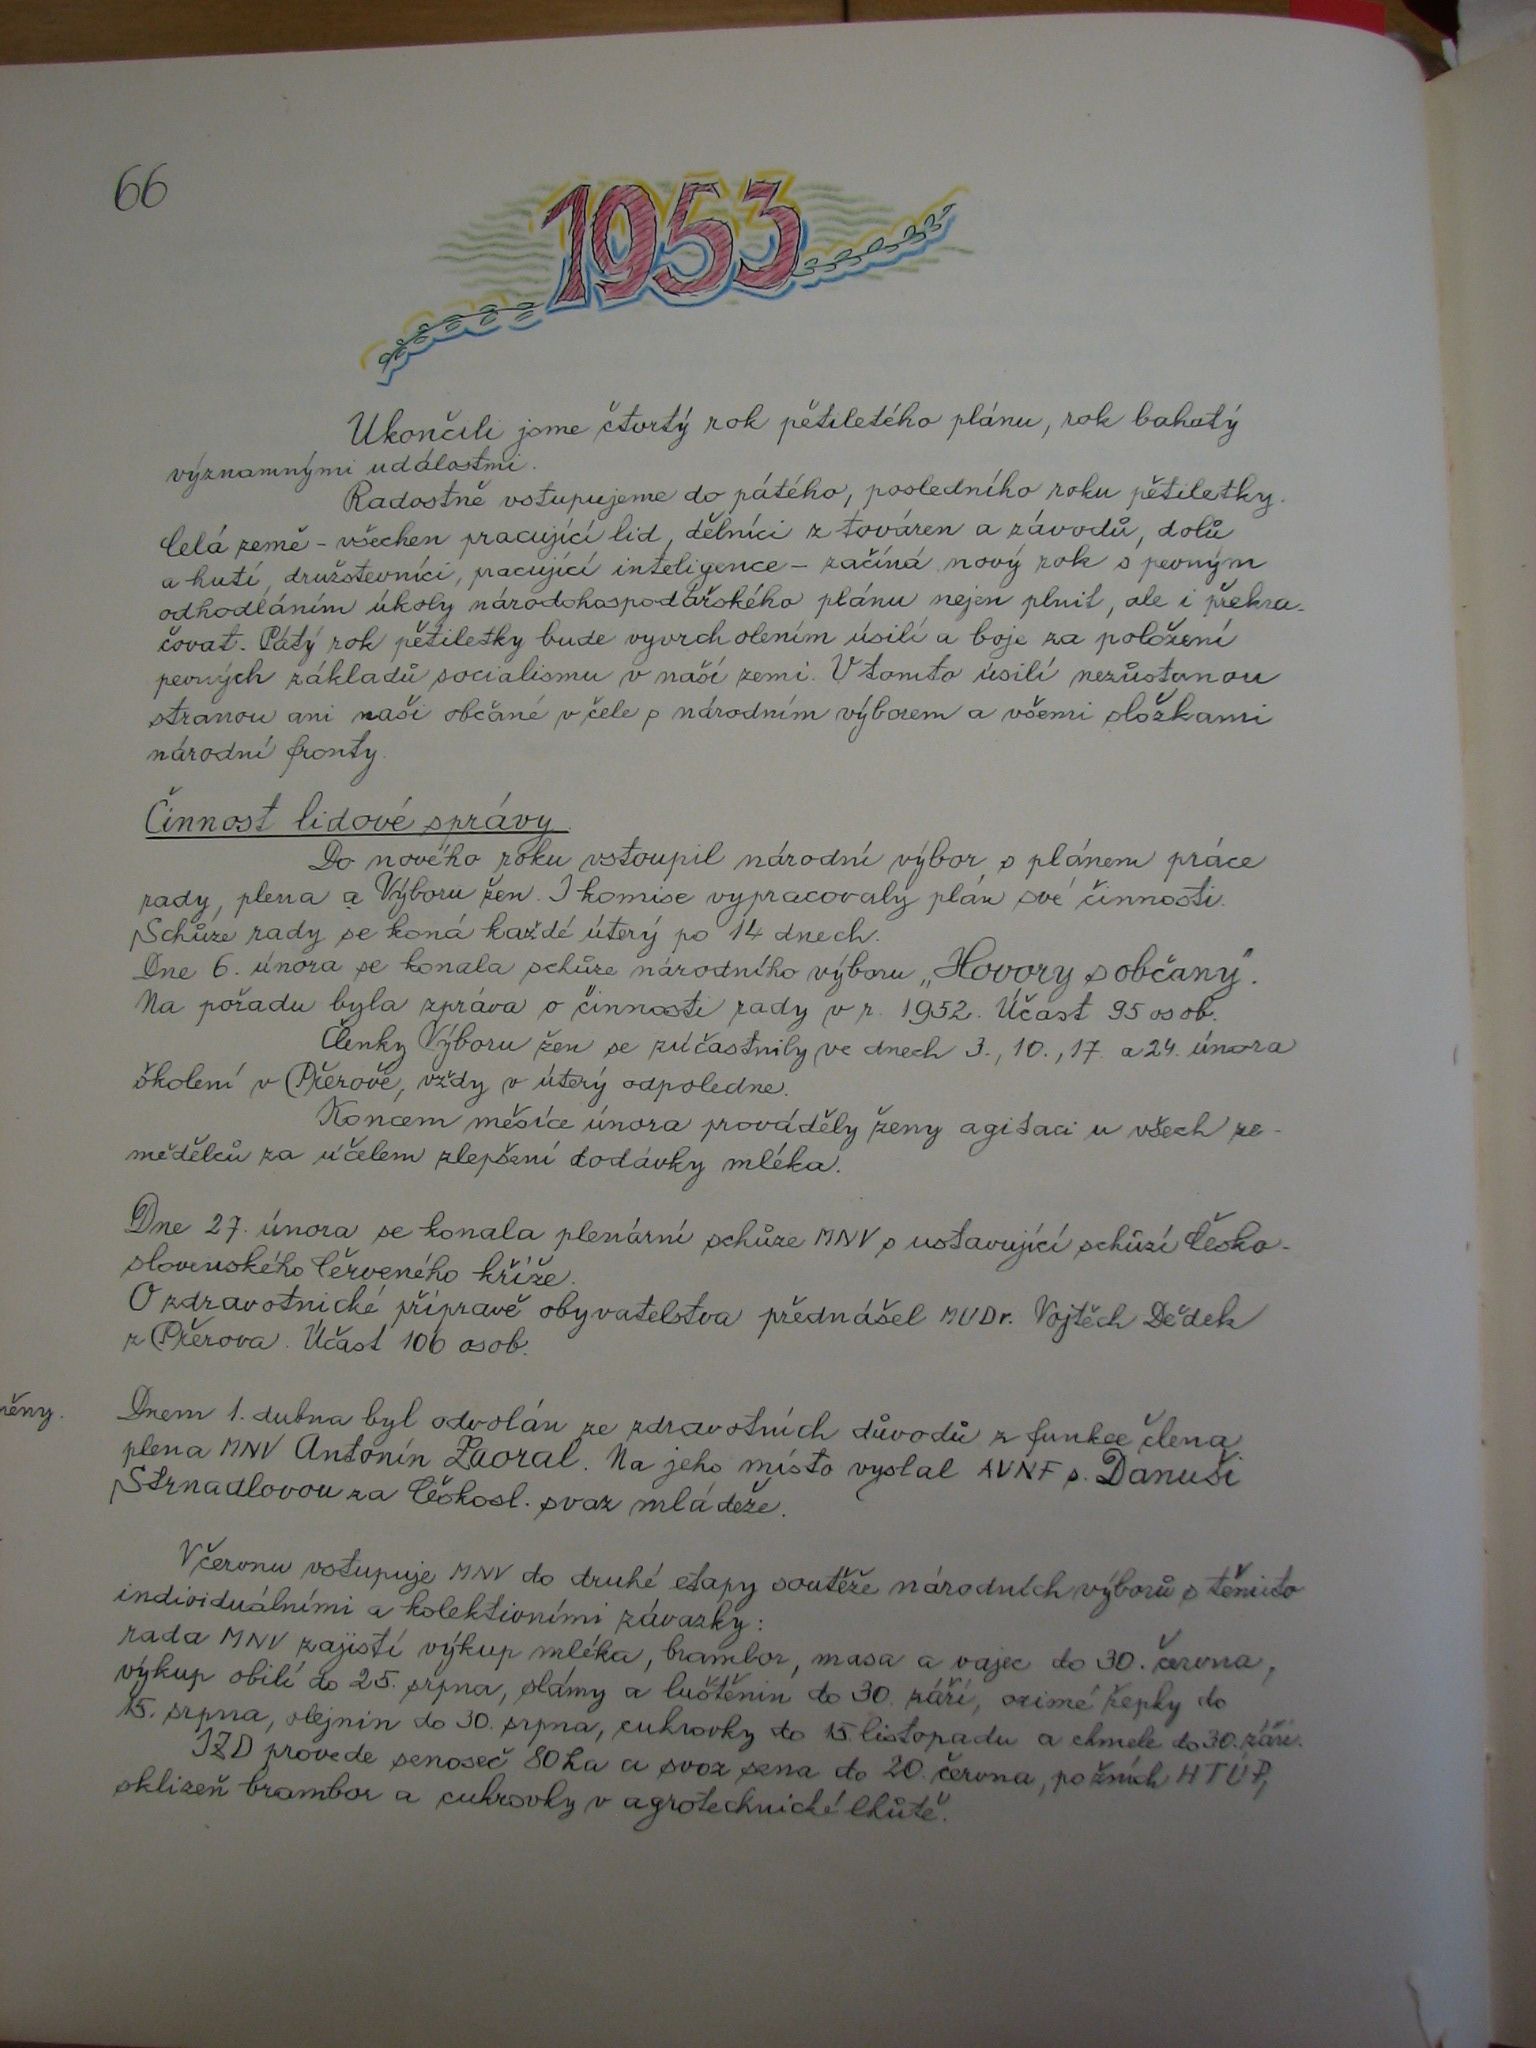 66
1953
Ukončili jsme čtvrtý rok pětiletého plánu, rok bohatý
významnými událostmi.
Radostně vstupujeme do pátého, posledního roku pětiletky.
Celá země - všechen pracující lid, dělníci z továren a závodů, dolů
a hutí, družstevníci, pracující inteligence - začíná nový rok s pevným
odhodláním úkoly národohospodářského plánu nejen plnit, ale i překra-
čovat. Pátý rok pětiletky bude vyvrcholením úsilí a boje za položení
pevných základů socialismu v naší zemi. V tomto úsilí nezůstanou
stranou ani naši občané v čele s národním výborem a všemi složkami
národní fronty.
Činnost lidové správy
Do nového roku vstoupil národní výbor s plánem práce
rady, plena a Výboru žen. I komise vypracovaly plán své činnosti.
Schůze rady se koná každé úterý po 14 dnech.
Dne 6. února se konala schůze národního výboru „Hovory s občany".
Na pořadu byla zpráva o činnosti rady v r. 1952. Účast 95 osob.
Členky Výboru žen se zúčastnily ve dnech 3., 10., 17. a 24. února
školení v Přerově, vždy v úterý odpoledne.
Koncem měsíce února prováděly ženy agitaci u všech ze-
mědělců za účelem zlepšení dodávky mléka.
Dne 27. února se konala plenární schůze MNV s ustavující schůzí Česko-
slovenského Červeného kříže.
O zdravotnické přípravě obyvatelstva přednášel MUDr. Vojtěch Dědek
z Přerova. Účast 106 osob.
měny.
Dnem 1. dubna byl odvolán ze zdravotních důvodů z funkce člena
plena MNV Antonín Zaoral. Na jeho místo vyslal AVNF s. Danuši
Strnadlovou za Českosl. svaz mládeže.
V červnu vstupuje MNV do druhé etapy soutěže národních výborů s těmito
individuálními a kolektivními závazky:
rada MNV zajistí výkup mléka, brambor, masa a vajec do 30. června,
výkup obilí do 25. srpna, slámy a luštěnin do 30. září, ozimé řepky do
15. srpna, olejnin do 30. srpna, cukrovky do 15. listopadu a chmele do 30. září.
JZD provede senoseč 80 ha a svoz sena do 20. června, po žních HTÚP,
sklizeň brambor a cukrovky v agrotechnické lhůtě.